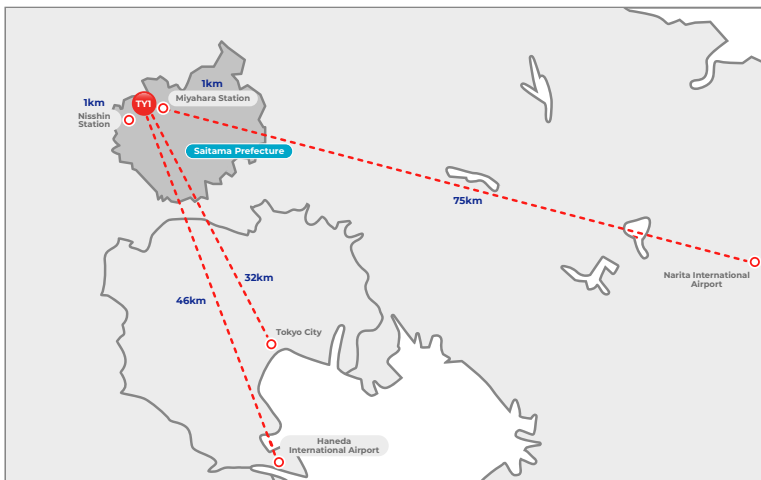 1km
Miyahara Station
1km
TY1
Nisshin
Station
Saitama Prefecture
75km
32km
46km
Narita International
Airport
Tokyo City
Haneda
International Airport